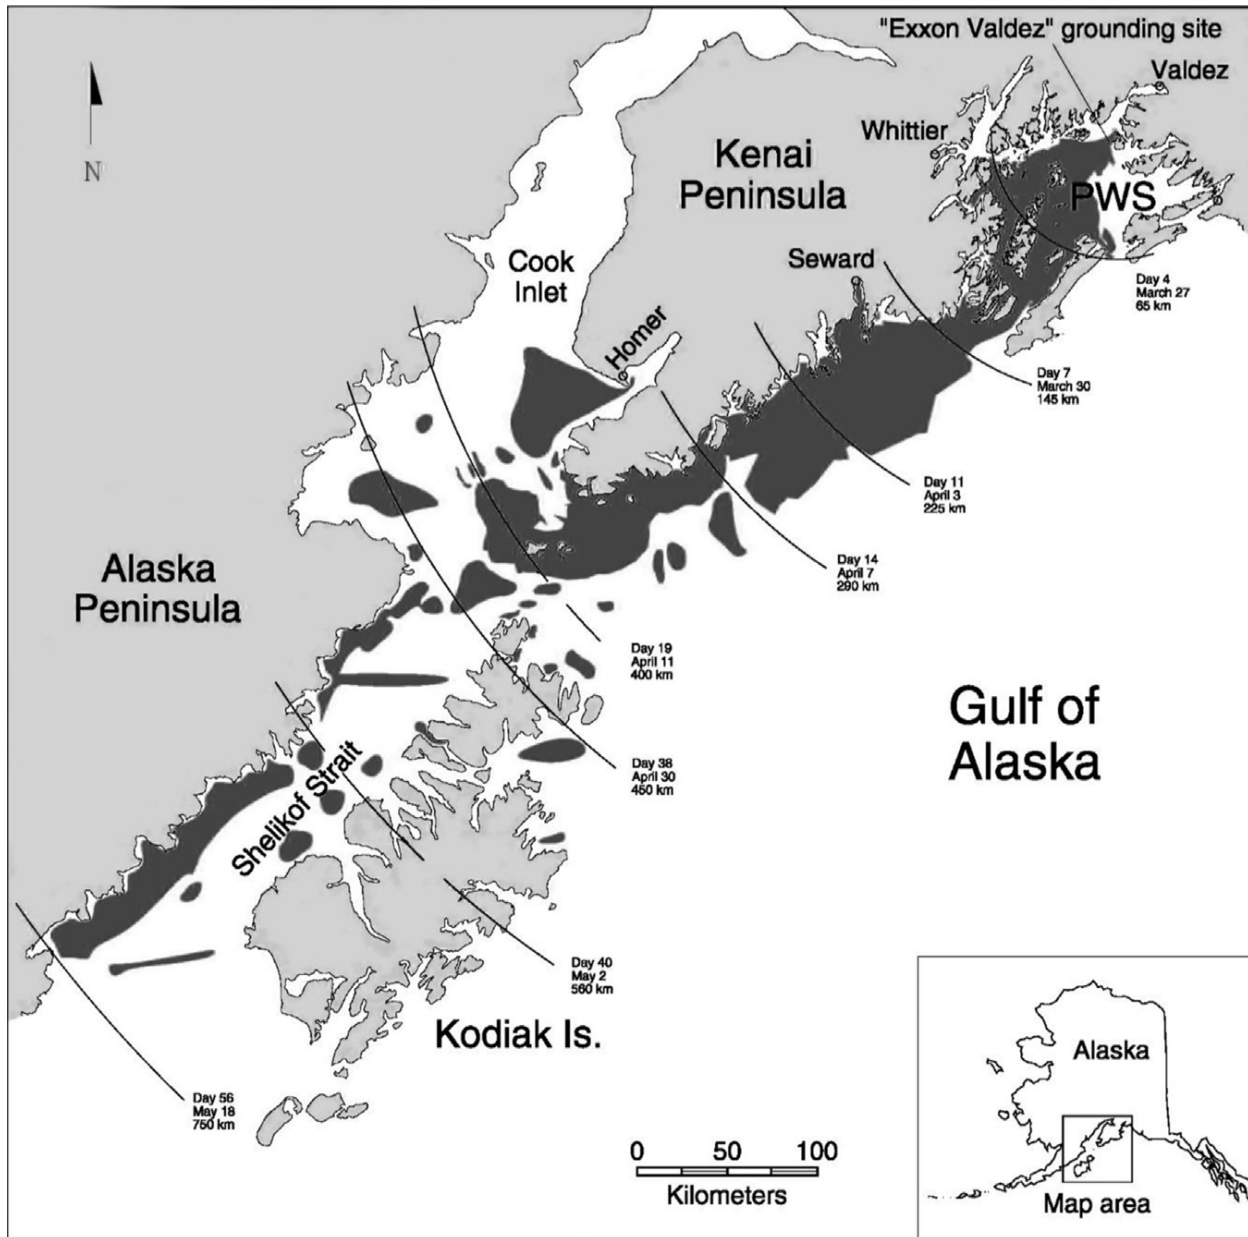 "Exxon Valdez" grounding site
Valdez
Whittier
Kenai
Peninsula
PWS
N
Cook
Inlet
Seward
Day 4
March 27
65 km
Homer
Day 7
March 30
145 km
Day 11
April 3
225 km
Day 14
April 7
290 km
Alaska
Peninsula
Day 19
April 11
400 km
Gulf of
Alaska
Day 38
April 30
450 km
Shelikof Strait
Day 40
May 2
560 km
Kodiak Is.
Day 56
May 18
750 km
0 50 100
Kilometers
Alaska
Map area